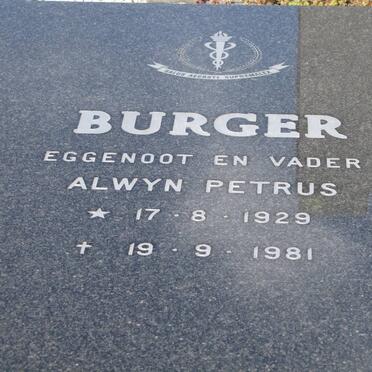 BURGER
EGGENOOT EN VADER
ALWYN PETRUS
★ 17 - 8 - 1929
✝ 19 - 9 - 1981